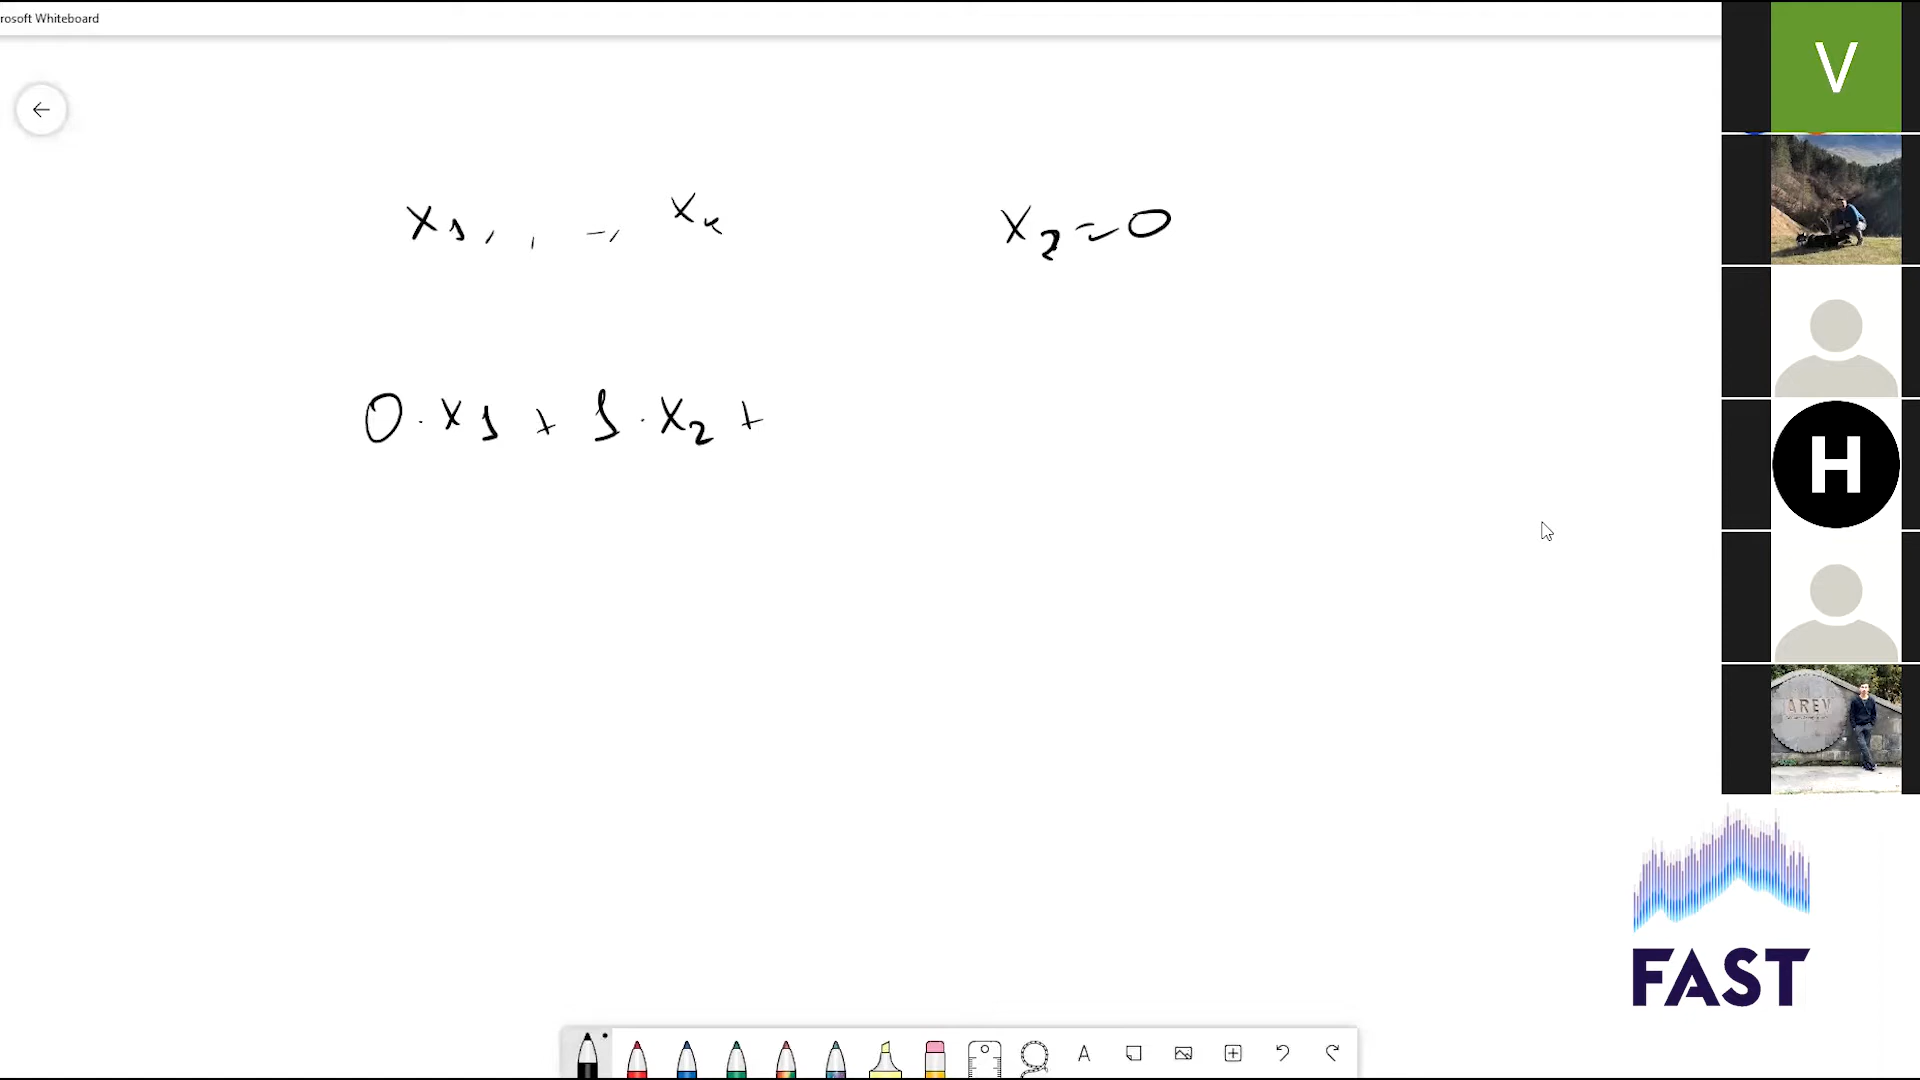 rosoft Whiteboard
x₁, , –, xₖ
x₂ = 0
0 · x₁ + 1 · x₂ +
V
H
AREV
FAST
A